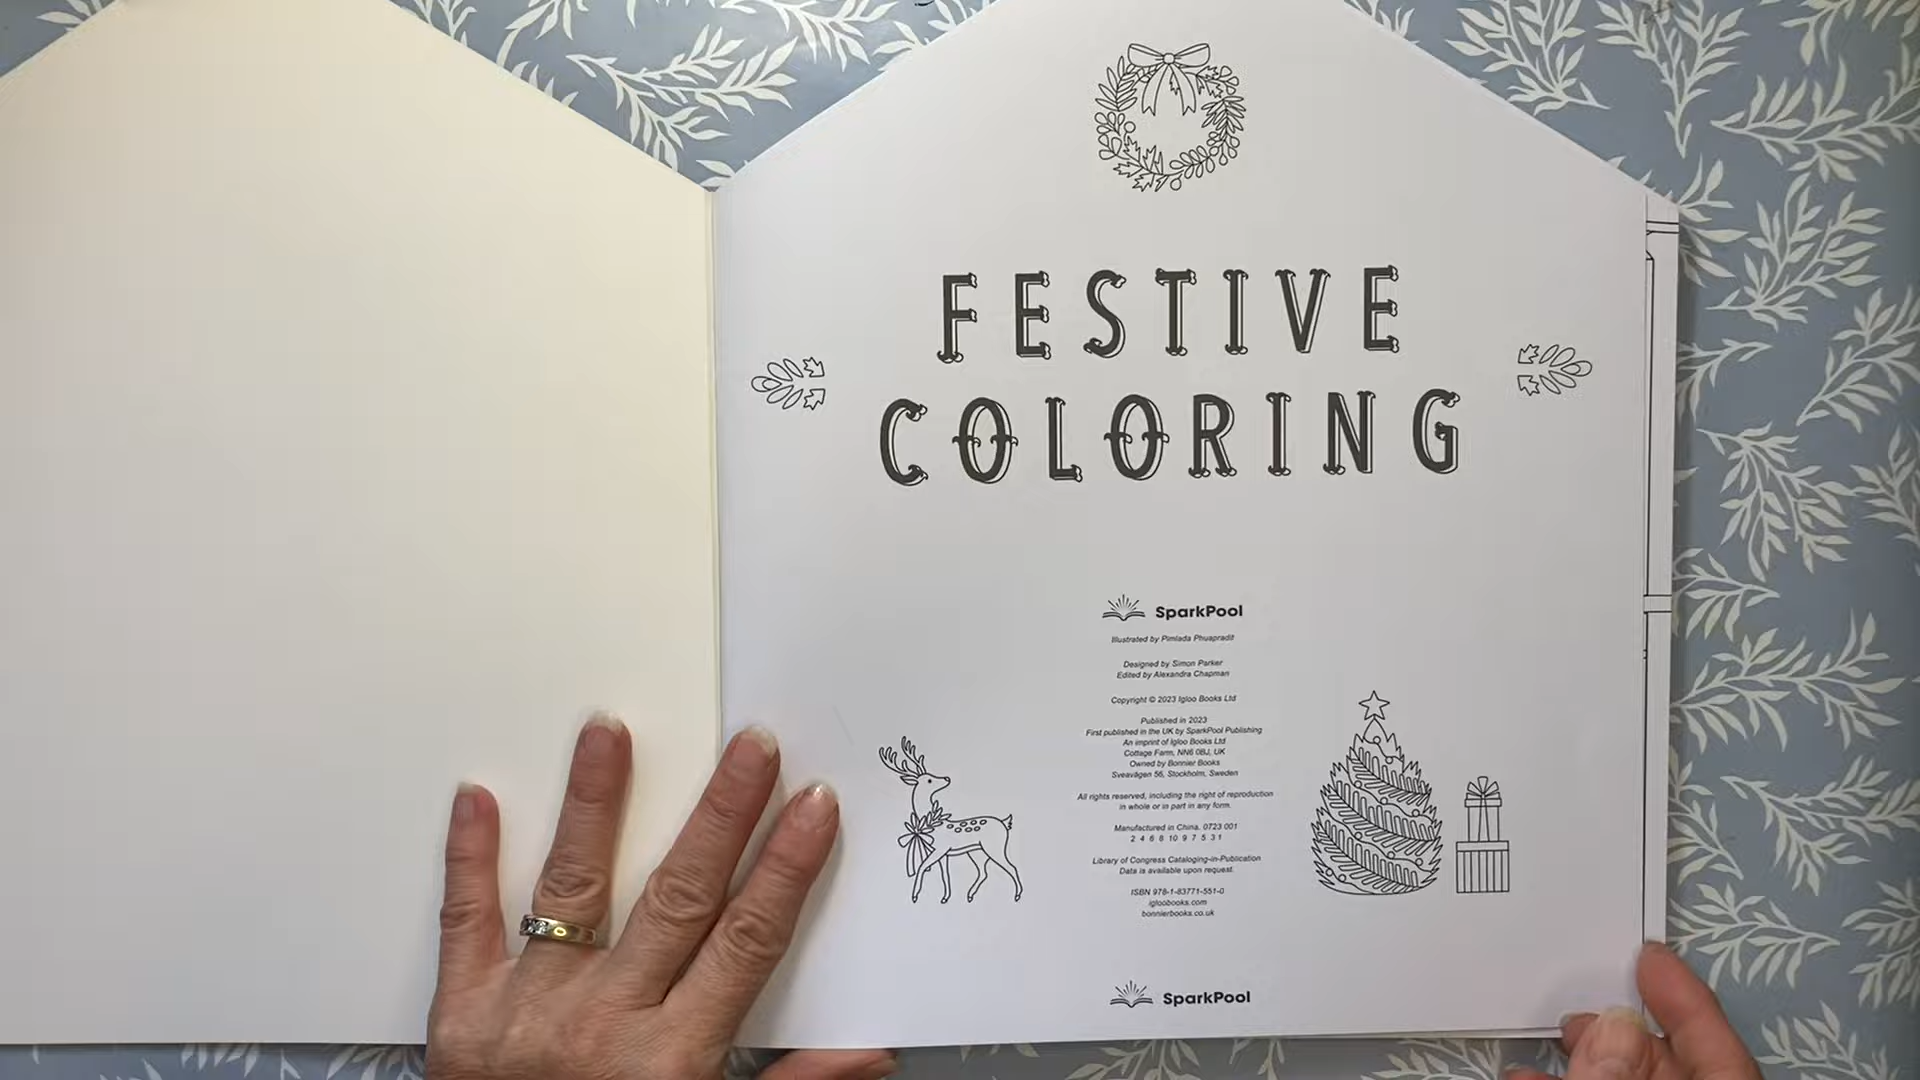 FESTIVE
COLORING
SparkPool
Illustrated by Pimlada Phuapradit
Designed by Simon Parker
Edited by Alexandra Chapman
Copyright © 2023 Igloo Books Ltd
Published in 2023
First published in the UK by SparkPool Publishing
An imprint of Igloo Books Ltd
Cottage Farm, NN6 0BJ, UK
Owned by Bonnier Books
Sveavägen 56, Stockholm, Sweden
All rights reserved, including the right of reproduction
in whole or in part in any form.
Manufactured in China. 0723 001
2 4 6 8 10 9 7 5 3 1
Library of Congress Cataloging-in-Publication
Data is available upon request.
ISBN 978-1-83771-551-0
igloobooks.com
bonnierbooks.co.uk
SparkPool